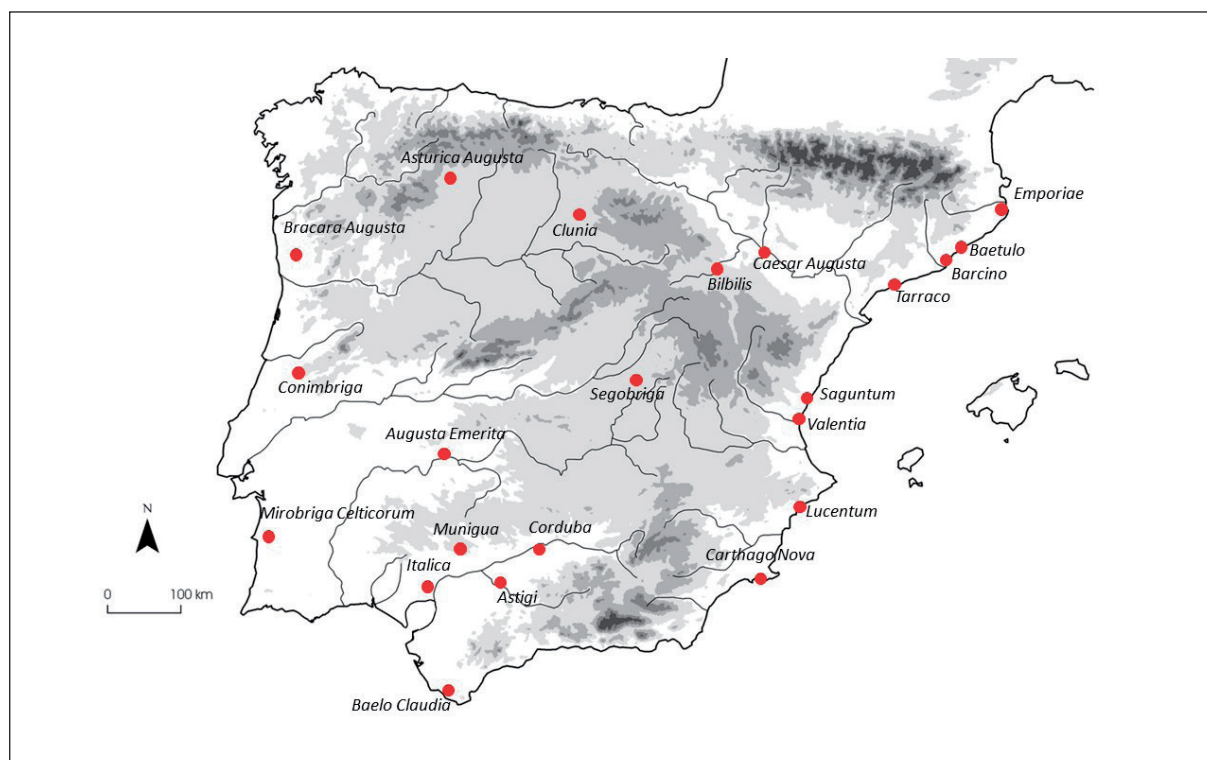 Asturica Augusta
Emporiae
Bracara Augusta
Clunia
Baetulo
Caesar Augusta
Barcino
Bilbilis
Tarraco
Conimbriga
Segobriga
Saguntum
Valentia
Augusta Emerita
N
Mirobriga Celticorum
Lucentum
Munigua
Corduba
Carthago Nova
Italica
0 100 km
Astigi
Baelo Claudia